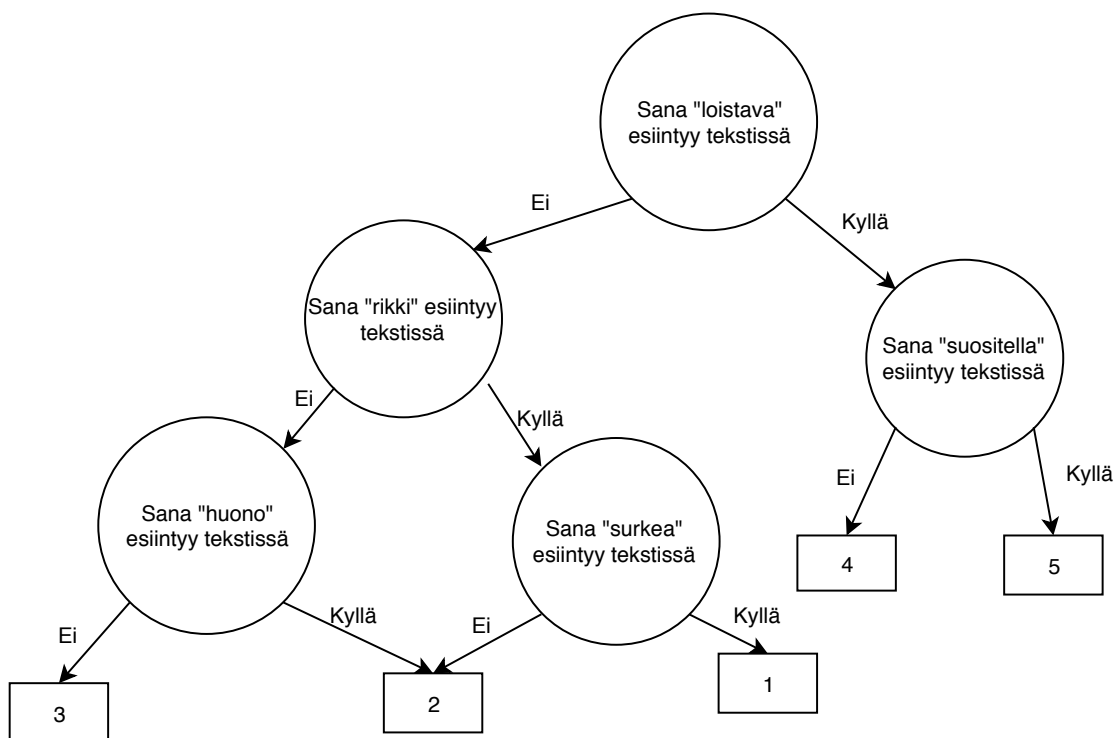 Sana "loistava"
esiintyy tekstissä
Ei
Kyllä
Sana "rikki" esiintyy
tekstissä
Sana "suositella"
esiintyy tekstissä
Ei
Kyllä
Ei
Kyllä
Sana "huono"
esiintyy tekstissä
Sana "surkea"
esiintyy tekstissä
4
5
Ei
Kyllä
Ei
Kyllä
3
2
1